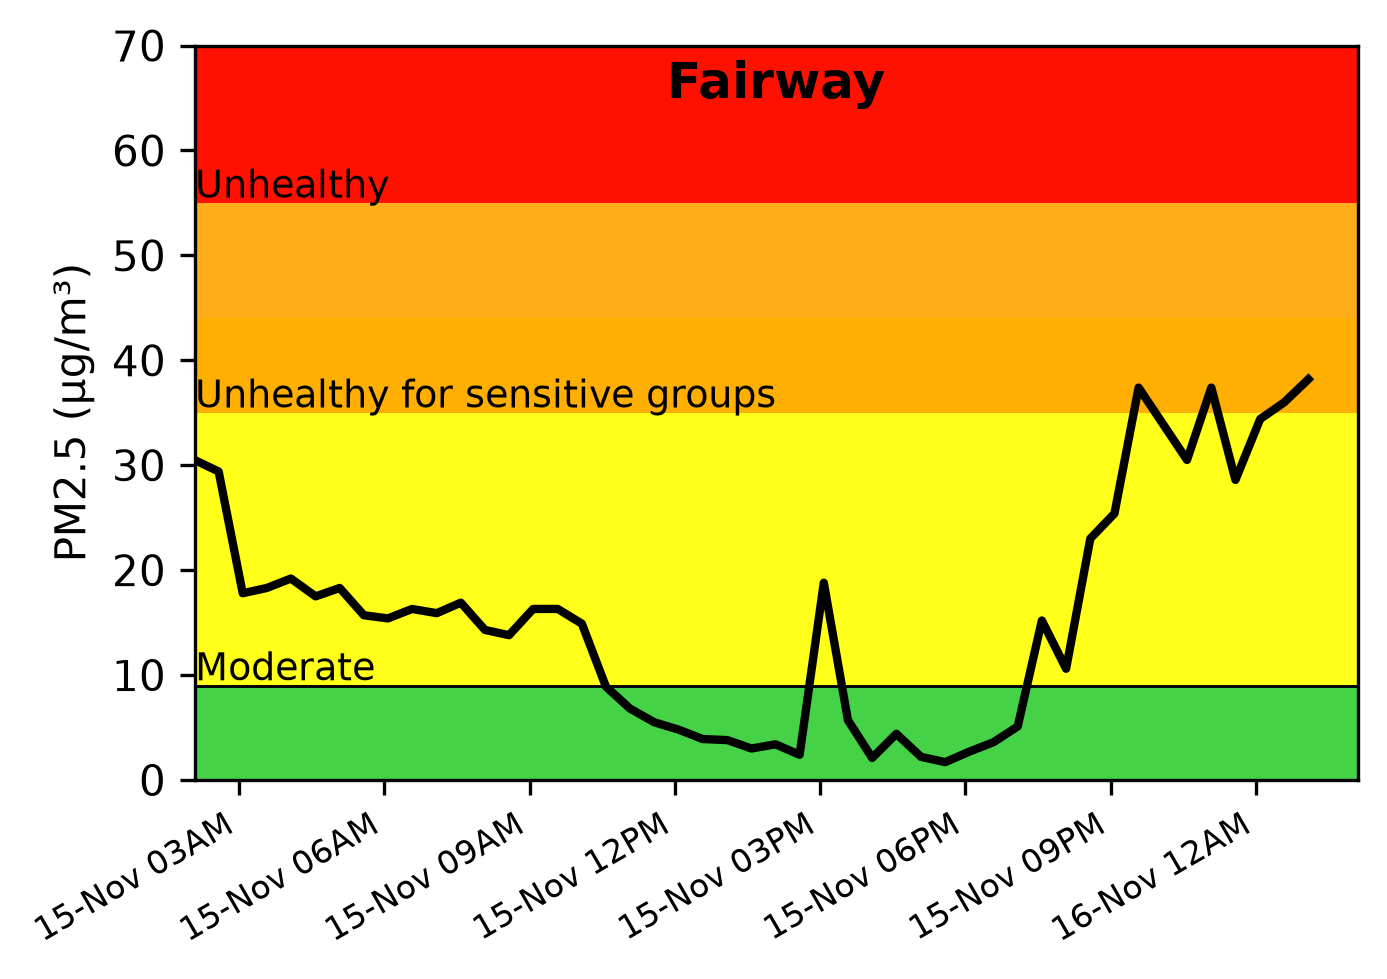 Fairway
PM2.5 (µg/m³)
70
60
50
40
30
20
10
0
Unhealthy
Unhealthy for sensitive groups
Moderate
15-Nov 03AM
15-Nov 06AM
15-Nov 09AM
15-Nov 12PM
15-Nov 03PM
15-Nov 06PM
15-Nov 09PM
16-Nov 12AM